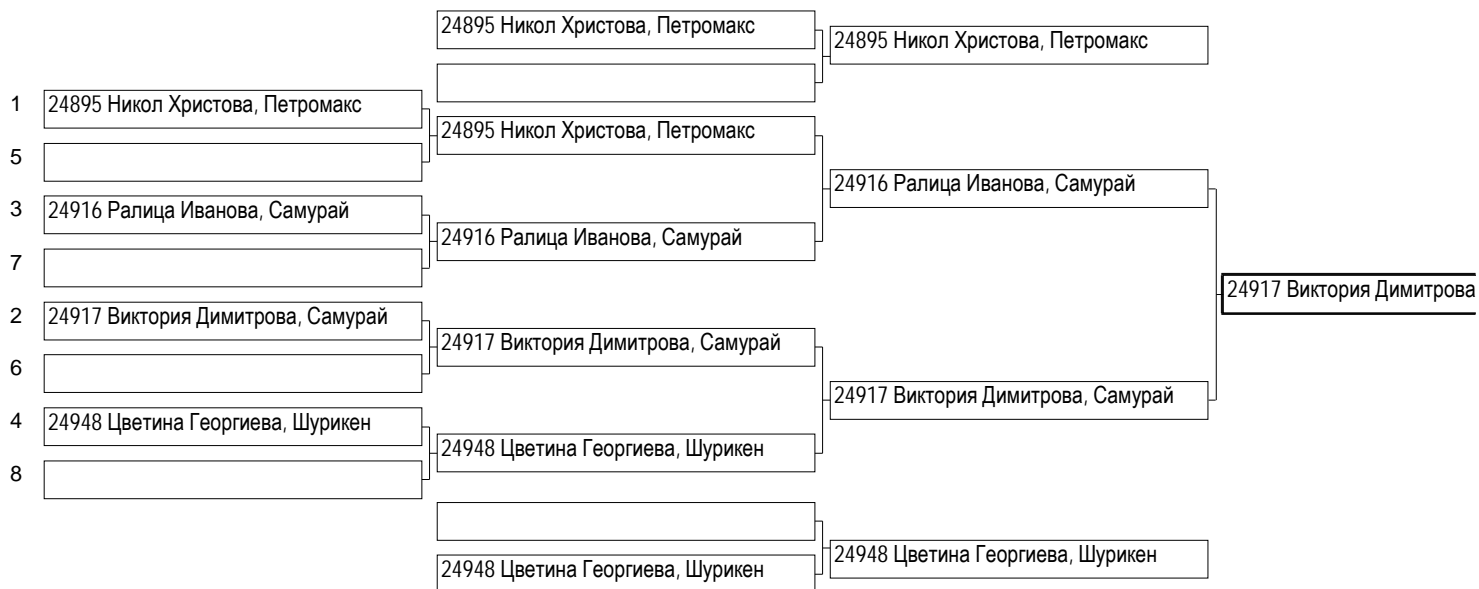 24895 Никол Христова, Петромакс
24895 Никол Христова, Петромакс
1 24895 Никол Христова, Петромакс
24895 Никол Христова, Петромакс
5
24916 Ралица Иванова, Самурай
3 24916 Ралица Иванова, Самурай
24916 Ралица Иванова, Самурай
7
24917 Виктория Димитрова
2 24917 Виктория Димитрова, Самурай
24917 Виктория Димитрова, Самурай
6
24917 Виктория Димитрова, Самурай
4 24948 Цветина Георгиева, Шурикен
24948 Цветина Георгиева, Шурикен
8
24948 Цветина Георгиева, Шурикен
24948 Цветина Георгиева, Шурикен